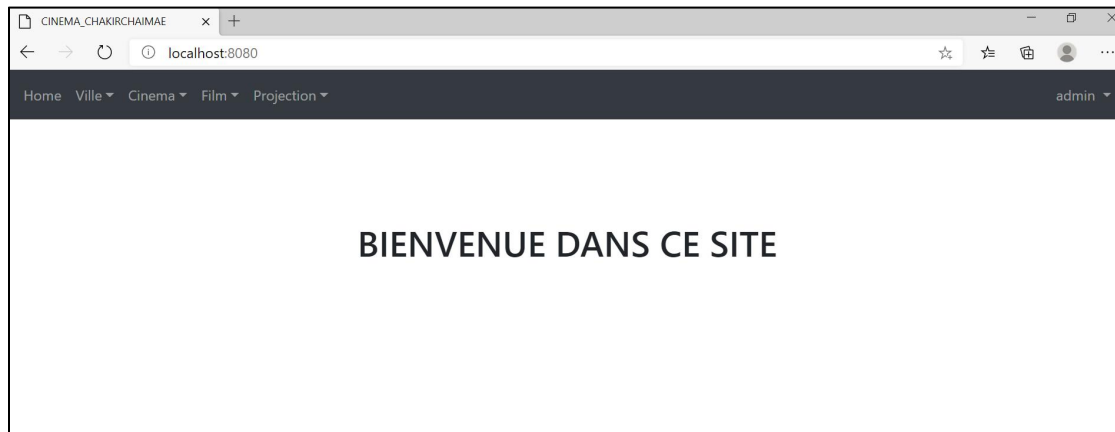 CINEMA_CHAKIRCHAIMAE
localhost:8080
Home Ville Cinema Film Projection admin
BIENVENUE DANS CE SITE